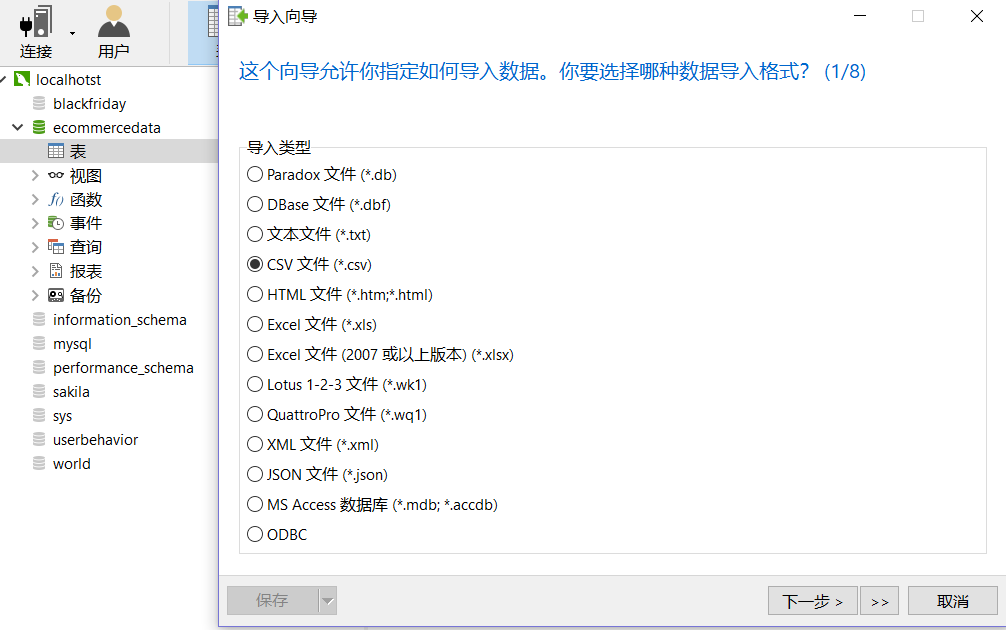 连接
用户
localhotst
blackfriday
ecommercedata
表
视图
函数
事件
查询
报表
备份
information_schema
mysql
performance_schema
sakila
sys
userbehavior
world
导入向导
这个向导允许你指定如何导入数据。你要选择哪种数据导入格式？ (1/8)
导入类型
Paradox 文件 (*.db)
DBase 文件 (*.dbf)
文本文件 (*.txt)
CSV 文件 (*.csv)
HTML 文件 (*.htm;*.html)
Excel 文件 (*.xls)
Excel 文件 (2007 或以上版本) (*.xlsx)
Lotus 1-2-3 文件 (*.wk1)
QuattroPro 文件 (*.wq1)
XML 文件 (*.xml)
JSON 文件 (*.json)
MS Access 数据库 (*.mdb; *.accdb)
ODBC
保存
下一步 >
>>
取消